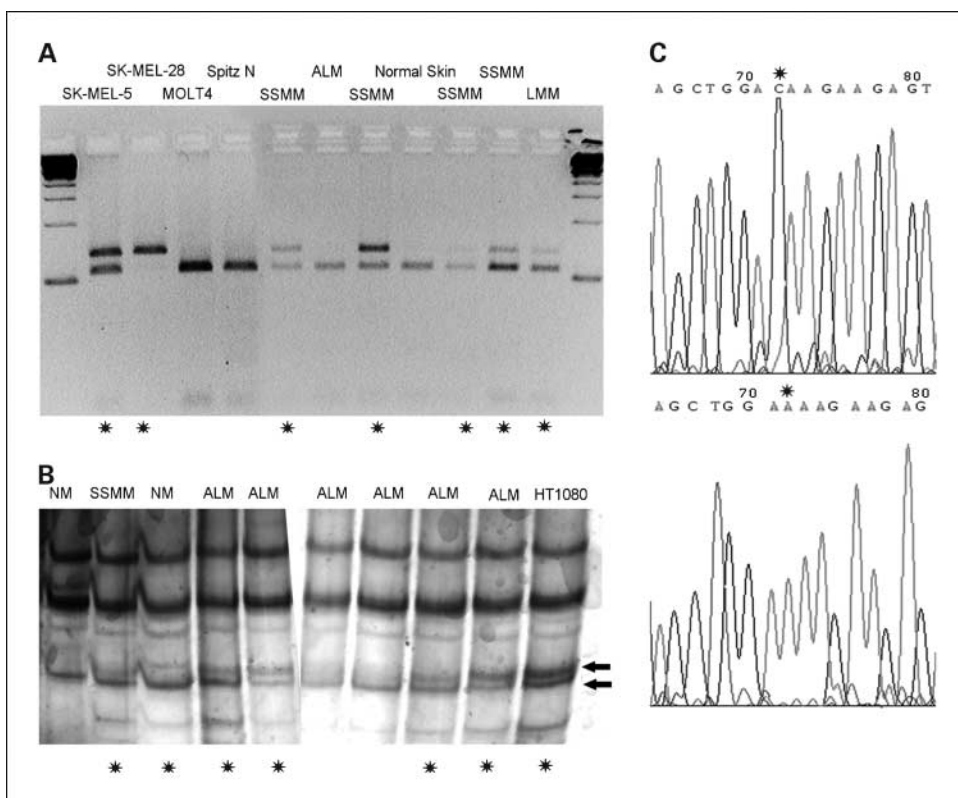 A
SK-MEL-28 Spitz N ALM Normal Skin SSMM
SK-MEL-5 MOLT4 SSMM SSMM SSMM LMM
B
NM SSMM NM ALM ALM ALM ALM ALM ALM HT1080
C
70 80
A G C T G G A C A A G A A G A G T
70 80
A G C T G G A A A A G A A G A G